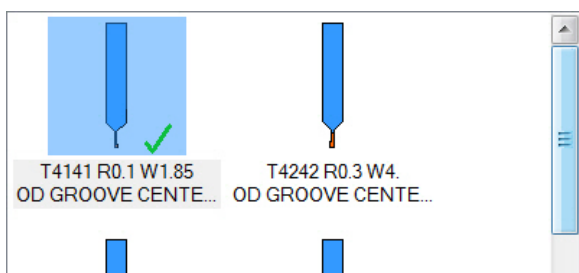 T4141 R0.1 W1.85
OD GROOVE CENTE...
T4242 R0.3 W4.
OD GROOVE CENTE...